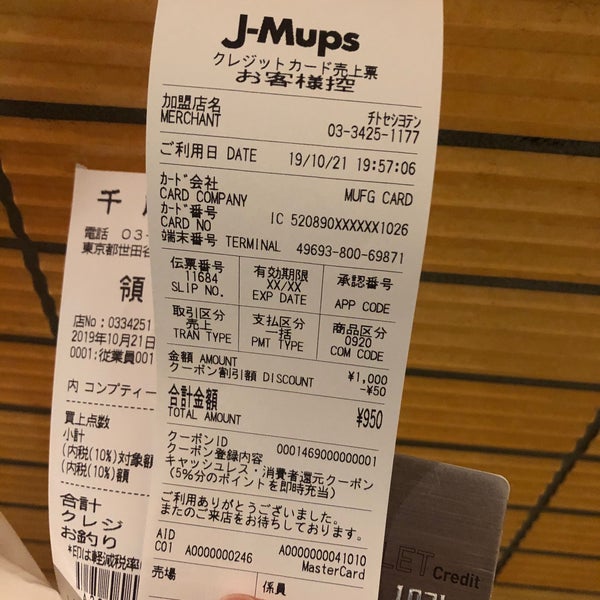 J-Mups
クレジットカード売上票
お客様控
加盟店名
MERCHANT
ﾁﾄｾｼﾖﾃﾝ
03-3425-1177
ご利用日 DATE 19/10/21 19:57:06
ｶｰﾄﾞ会社
CARD COMPANY MUFG CARD
ｶｰﾄﾞ番号
CARD NO IC 520890XXXXXX1026
端末番号 TERMINAL 49693-800-69871
伝票番号
11684
SLIP NO.
有効期限
XX/XX
EXP DATE
承認番号
APP CODE
取引区分
売上
TRAN TYPE
支払区分
一括
PMT TYPE
商品区分
0920
COM CODE
金額 AMOUNT ¥1,000
クーポン割引額 DISCOUNT -¥50
合計金額
TOTAL AMOUNT ¥950
クーポンID 0001469000000001
クーポン登録内容
キャッシュレス・消費者還元クーポン
(5%分のポイントを即時充当)
ご利用ありがとうございました。
またのご来店をお待ちしております。
AID
C01 A0000000246 A0000000041010
MasterCard
売場 係員
千
電話 03-
東京都世田谷
領
店No:0334251
2019年10月21日
0001:従業員001
内 コンプティー
買上点数
小計
(内税(10%)対象額
(内税(10%)額
合計
クレジ
お釣り
*印は軽減税率
LET Credit